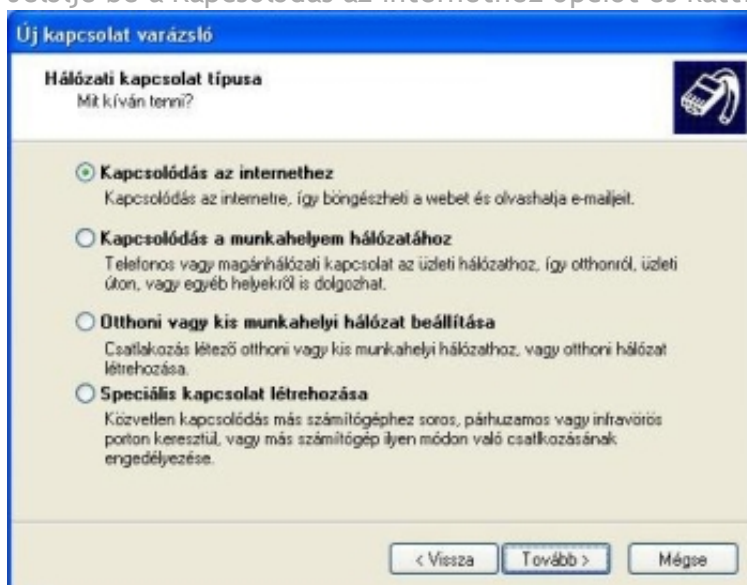 Új kapcsolat varázsló
Hálózati kapcsolat típusa
Mit kíván tenni?
Kapcsolódás az internethez
Kapcsolódás az internetre, így böngészheti a webet és olvashatja e-mailjeit.
Kapcsolódás a munkahelyem hálózatához
Telefonos vagy magánhálózati kapcsolat az üzleti hálózathoz, így otthonról, üzleti
úton, vagy egyéb helyekről is dolgozhat.
Otthoni vagy kis munkahelyi hálózat beállítása
Csatlakozás létező otthoni vagy kis munkahelyi hálózathoz, vagy otthoni hálózat
létrehozása.
Speciális kapcsolat létrehozása
Közvetlen kapcsolódás más számítógéphez soros, párhuzamos vagy infravörös
porton keresztül, vagy más számítógép ilyen módon való csatlkozásának
engedélyezése.
< Vissza Tovább > Mégse